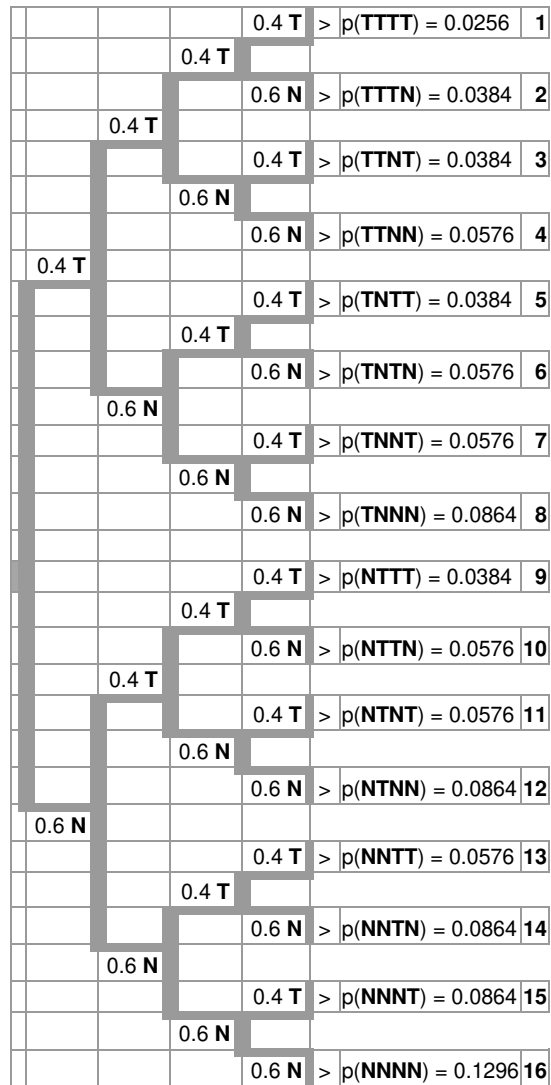 0.4 T > p(TTTT) = 0.0256 1
0.4 T
0.6 N > p(TTTN) = 0.0384 2
0.4 T
0.4 T > p(TTNT) = 0.0384 3
0.6 N
0.6 N > p(TTNN) = 0.0576 4
0.4 T
0.4 T > p(TNTT) = 0.0384 5
0.4 T
0.6 N > p(TNTN) = 0.0576 6
0.6 N
0.4 T > p(TNNT) = 0.0576 7
0.6 N
0.6 N > p(TNNN) = 0.0864 8
0.4 T > p(NTTT) = 0.0384 9
0.4 T
0.6 N > p(NTTN) = 0.0576 10
0.4 T
0.4 T > p(NTNT) = 0.0576 11
0.6 N
0.6 N > p(NTNN) = 0.0864 12
0.6 N
0.4 T > p(NNTT) = 0.0576 13
0.4 T
0.6 N > p(NNTN) = 0.0864 14
0.6 N
0.4 T > p(NNNT) = 0.0864 15
0.6 N
0.6 N > p(NNNN) = 0.1296 16